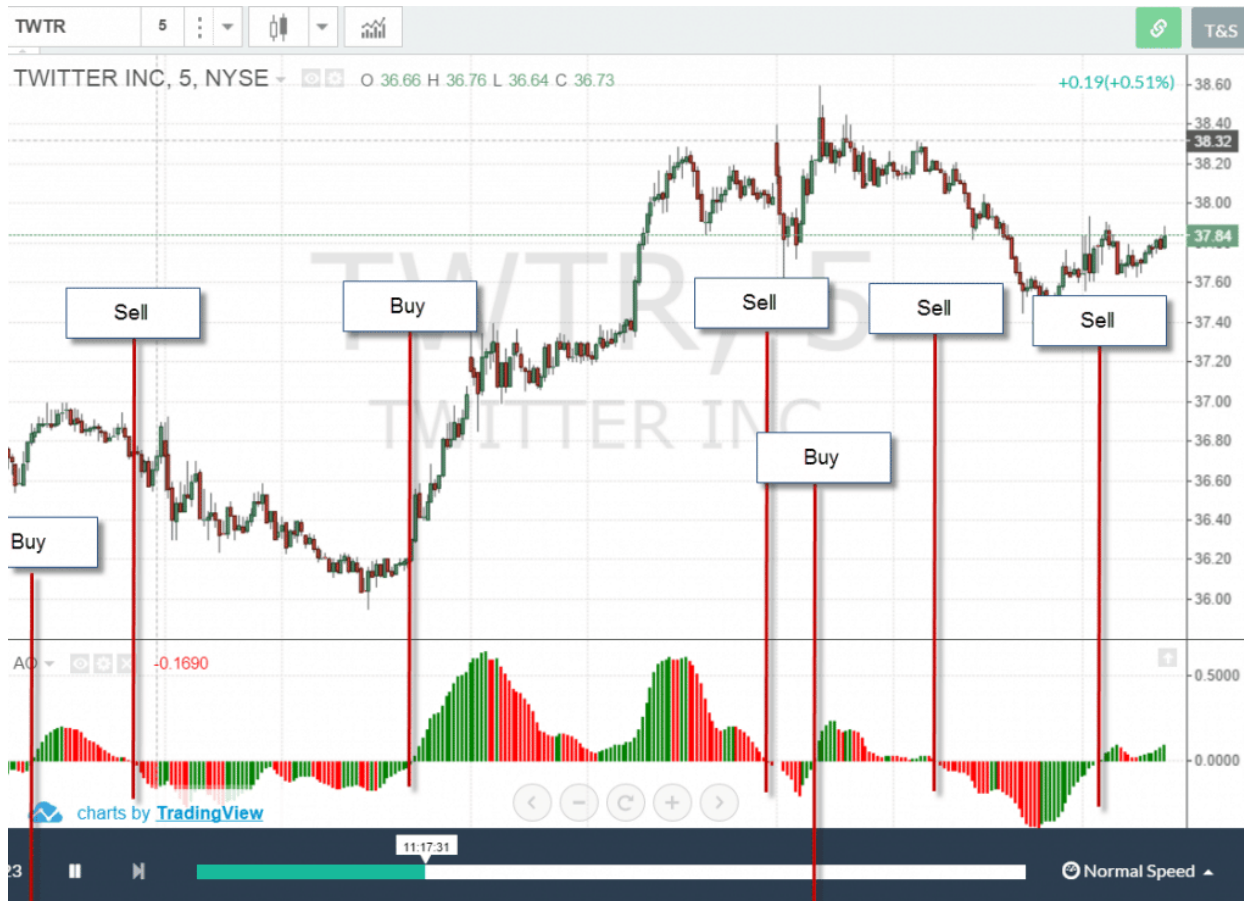 TWTR 5 T&S
TWITTER INC, 5, NYSE O 36.66 H 36.76 L 36.64 C 36.73 +0.19(+0.51%)
38.60
38.40
38.32
38.20
38.00
37.84
37.60
37.40
37.20
37.00
36.80
36.60
36.40
36.20
36.00
TWTR, 5
TWITTER INC
Sell
Buy
Sell
Sell
Sell
Buy
Buy
AO -0.1690
0.5000
0.0000
charts by TradingView
11:17:31
23 Normal Speed